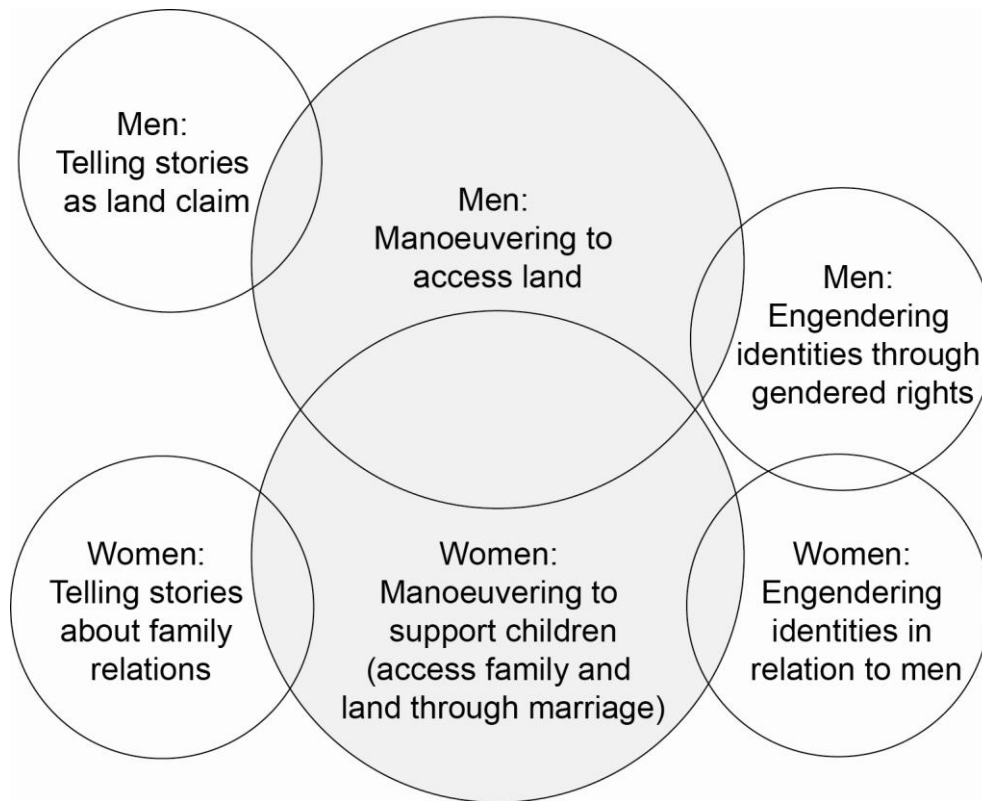 Men:
Telling stories
as land claim
Men:
Manoeuvering to
access land
Men:
Engendering
identities through
gendered rights
Women:
Telling stories
about family
relations
Women:
Manoeuvering to
support children
(access family and
land through marriage)
Women:
Engendering
identities in
relation to men